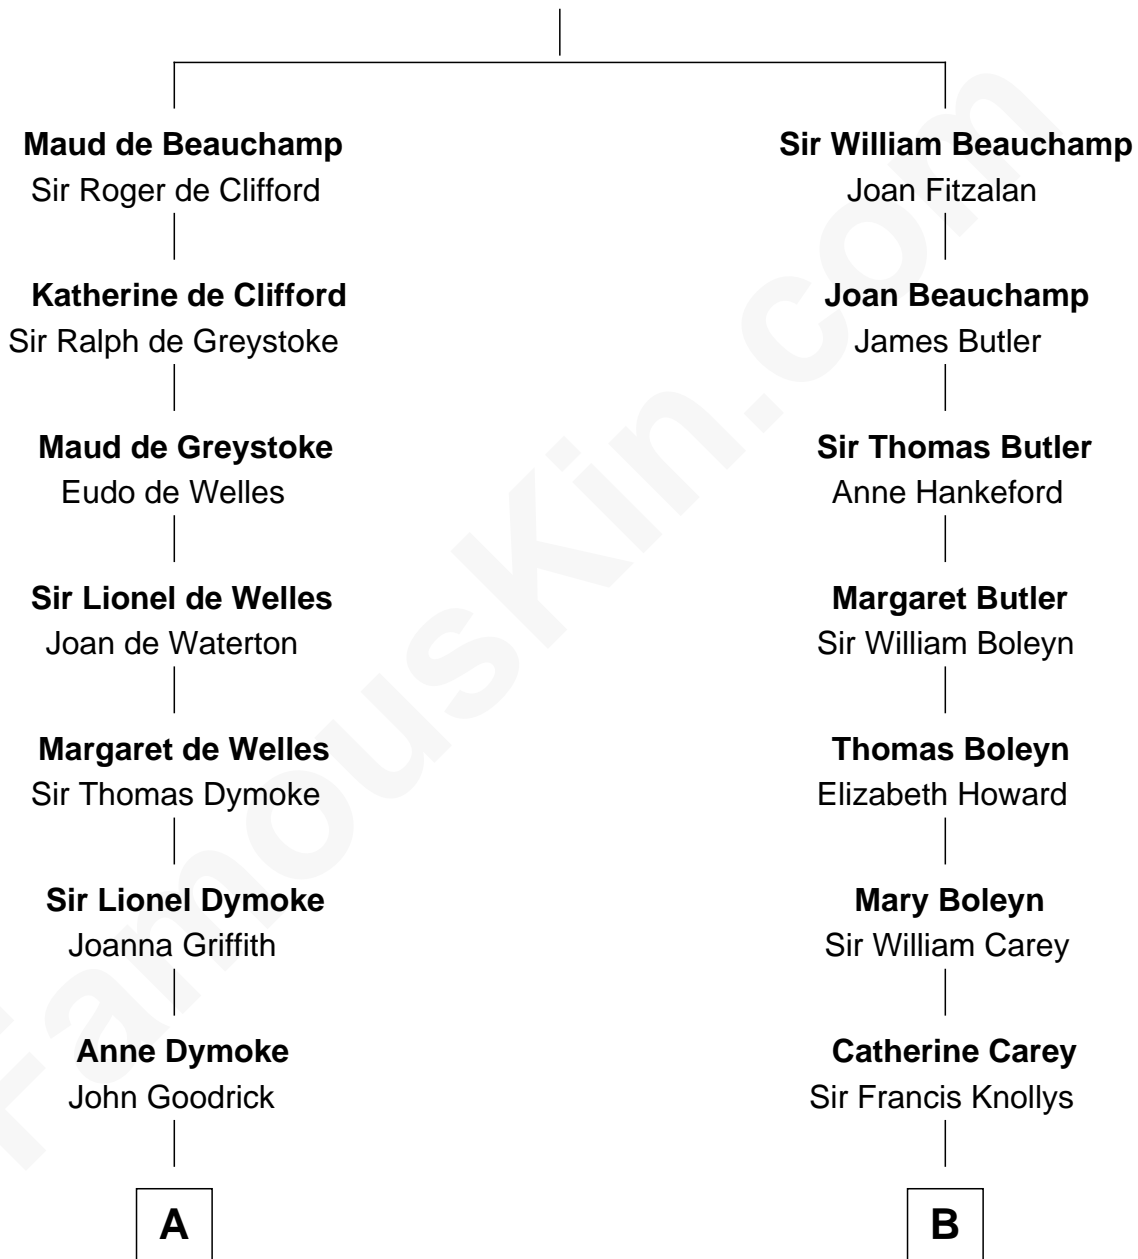 Maud de Beauchamp
Sir Roger de Clifford
Katherine de Clifford
Sir Ralph de Greystoke
Maud de Greystoke
Eudo de Welles
Sir Lionel de Welles
Joan de Waterton
Margaret de Welles
Sir Thomas Dymoke
Sir Lionel Dymoke
Joanna Griffith
Anne Dymoke
John Goodrick
A
Sir William Beauchamp
Joan Fitzalan
Joan Beauchamp
James Butler
Sir Thomas Butler
Anne Hankeford
Margaret Butler
Sir William Boleyn
Thomas Boleyn
Elizabeth Howard
Mary Boleyn
Sir William Carey
Catherine Carey
Sir Francis Knollys
B
FamousKin.com